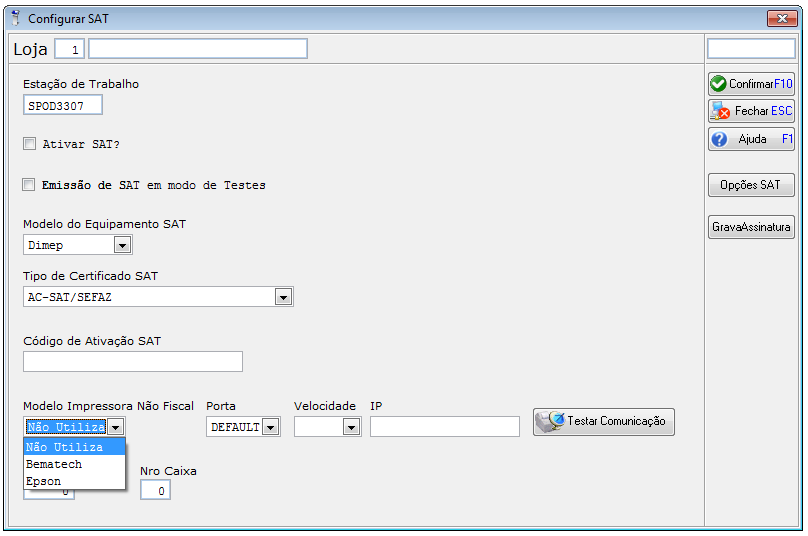 Configurar SAT
Loja 1
Estação de Trabalho
SPOD3307
Ativar SAT?
Emissão de SAT em modo de Testes
Modelo do Equipamento SAT
Dimep
Tipo de Certificado SAT
AC-SAT/SEFAZ
Código de Ativação SAT
Modelo Impressora Não Fiscal Porta Velocidade IP
Não Utiliza DEFAULT Testar Comunicação
Não Utiliza
Bematech
Epson
Nro Caixa
0 0
Confirmar F10
Fechar ESC
Ajuda F1
Opções SAT
GravaAssinatura